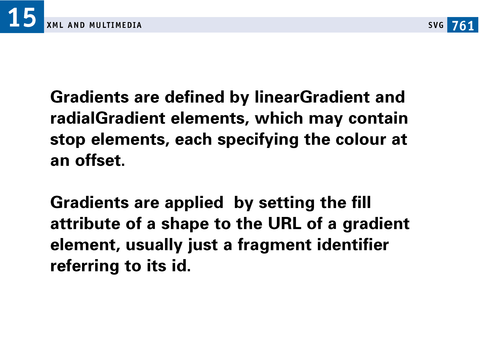 15
XML AND MULTIMEDIA
SVG 761
Gradients are defined by linearGradient and
radialGradient elements, which may contain
stop elements, each specifying the colour at
an offset.
Gradients are applied  by setting the fill
attribute of a shape to the URL of a gradient
element, usually just a fragment identifier
referring to its id.